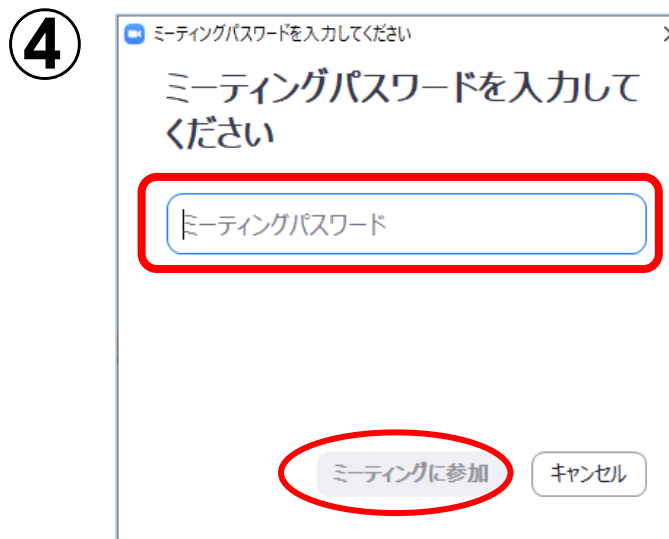 ④
ミーティングパスワードを入力してください
ミーティングパスワードを入力して
ください
ミーティングパスワード
ミーティングに参加
キャンセル